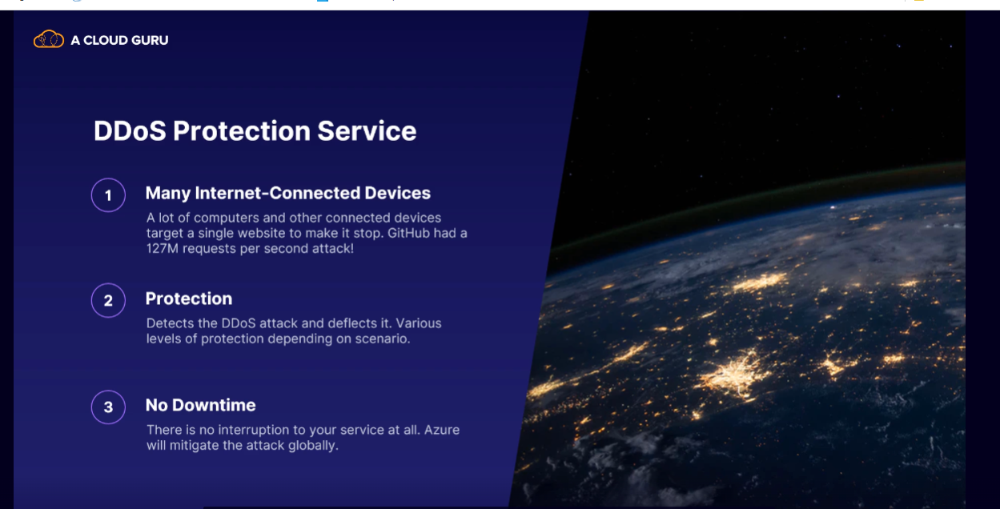 A CLOUD GURU
DDoS Protection Service
1
Many Internet-Connected Devices
A lot of computers and other connected devices
target a single website to make it stop. GitHub had a
127M requests per second attack!
2
Protection
Detects the DDoS attack and deflects it. Various
levels of protection depending on scenario.
3
No Downtime
There is no interruption to your service at all. Azure
will mitigate the attack globally.